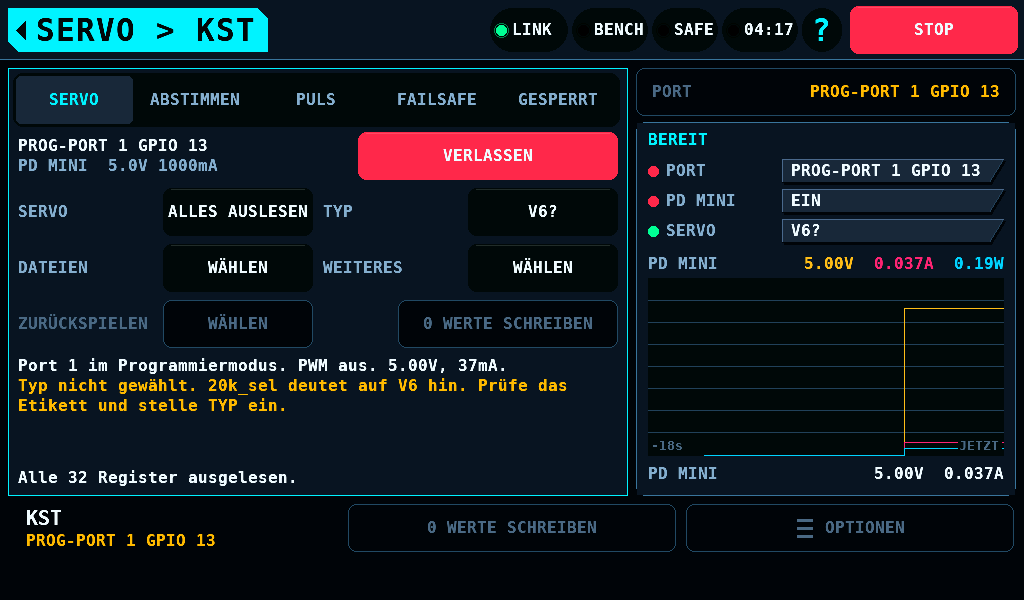 SERVO > KST
LINK
BENCH
SAFE
04:17
?
STOP
SERVO
ABSTIMMEN
PULS
FAILSAFE
GESPERRT
PROG-PORT 1 GPIO 13
PD MINI 5.0V 1000mA
VERLASSEN
SERVO
ALLES AUSLESEN
TYP
V6?
DATEIEN
WÄHLEN
WEITERES
WÄHLEN
ZURÜCKSPIELEN
WÄHLEN
0 WERTE SCHREIBEN
Port 1 im Programmiermodus. PWM aus. 5.00V, 37mA.
Typ nicht gewählt. 20k_sel deutet auf V6 hin. Prüfe das
Etikett und stelle TYP ein.
Alle 32 Register ausgelesen.
PORT
PROG-PORT 1 GPIO 13
BEREIT
PORT
PROG-PORT 1 GPIO 13
PD MINI
EIN
SERVO
V6?
PD MINI
5.00V
0.037A
0.19W
-18s
JETZT
PD MINI
5.00V
0.037A
KST
PROG-PORT 1 GPIO 13
0 WERTE SCHREIBEN
OPTIONEN